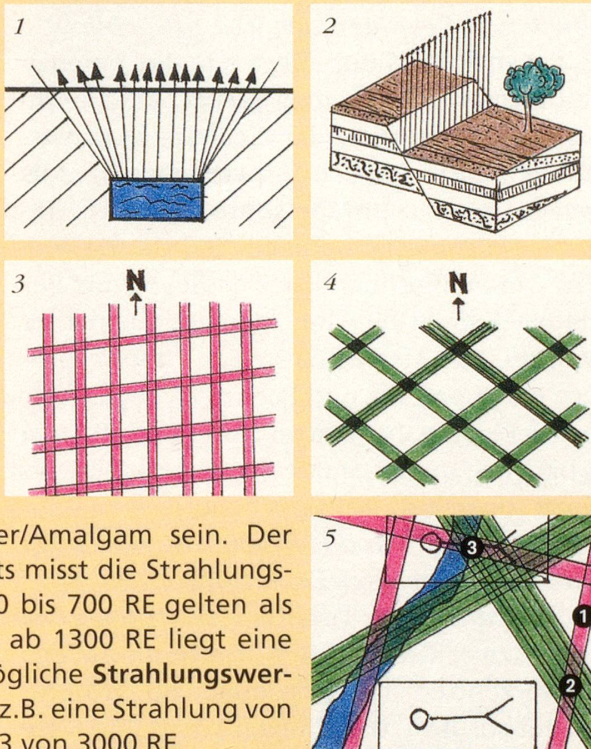 1
2
3
N
4
N
er/Amalgam sein. Der
ts misst die Strahlungs-
0 bis 700 RE gelten als
ab 1300 RE liegt eine
ögliche Strahlungswer-
z.B. eine Strahlung von
3 von 3000 RE
5
3
1
2